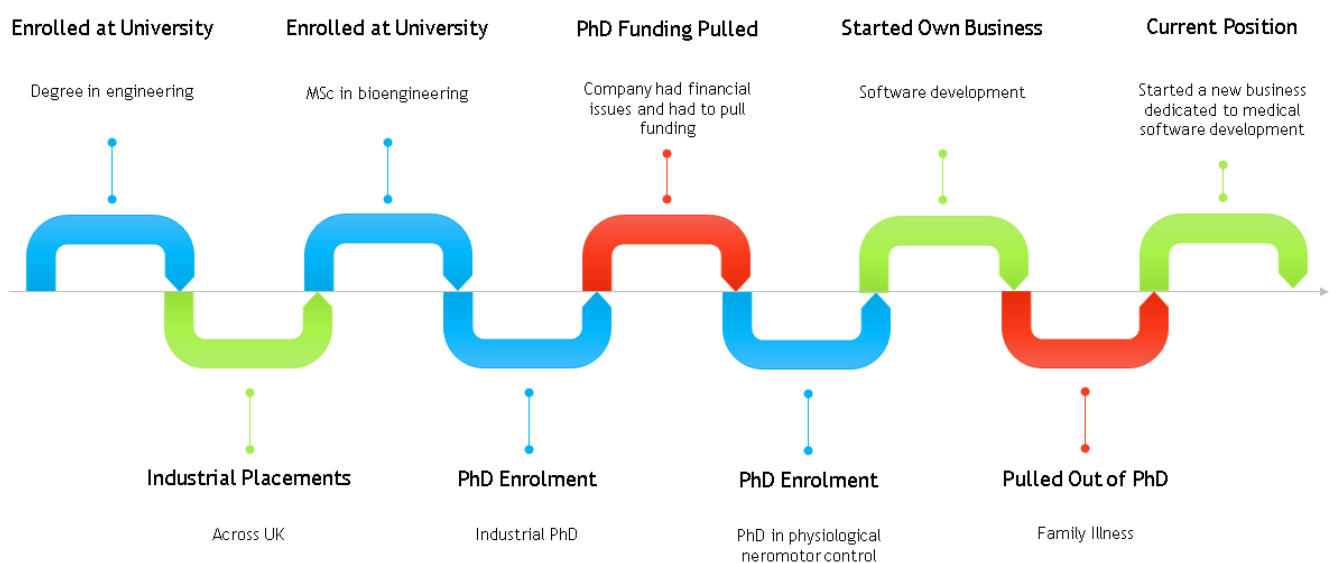 Enrolled at University
Degree in engineering
Industrial Placements
Across UK
Enrolled at University
MSc in bioengineering
PhD Enrolment
Industrial PhD
PhD Funding Pulled
Company had financial
issues and had to pull
funding
PhD Enrolment
PhD in physiological
neromotor control
Started Own Business
Software development
Pulled Out of PhD
Family Illness
Current Position
Started a new business
dedicated to medical
software development